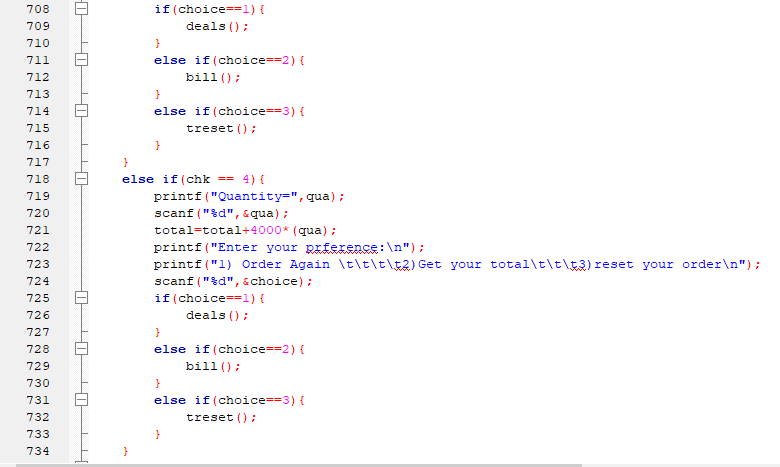 708 if(choice==1){
709 deals();
710 }
711 else if(choice==2){
712 bill();
713 }
714 else if(choice==3){
715 treset();
716 }
717 }
718 else if(chk == 4){
719 printf("Quantity=",qua);
720 scanf("%d",&qua);
721 total=total+4000*(qua);
722 printf("Enter your prference:\n");
723 printf("1) Order Again \t\t\t\t2)Get your total\t\t\t3)reset your order\n");
724 scanf("%d",&choice);
725 if(choice==1){
726 deals();
727 }
728 else if(choice==2){
729 bill();
730 }
731 else if(choice==3){
732 treset();
733 }
734 }